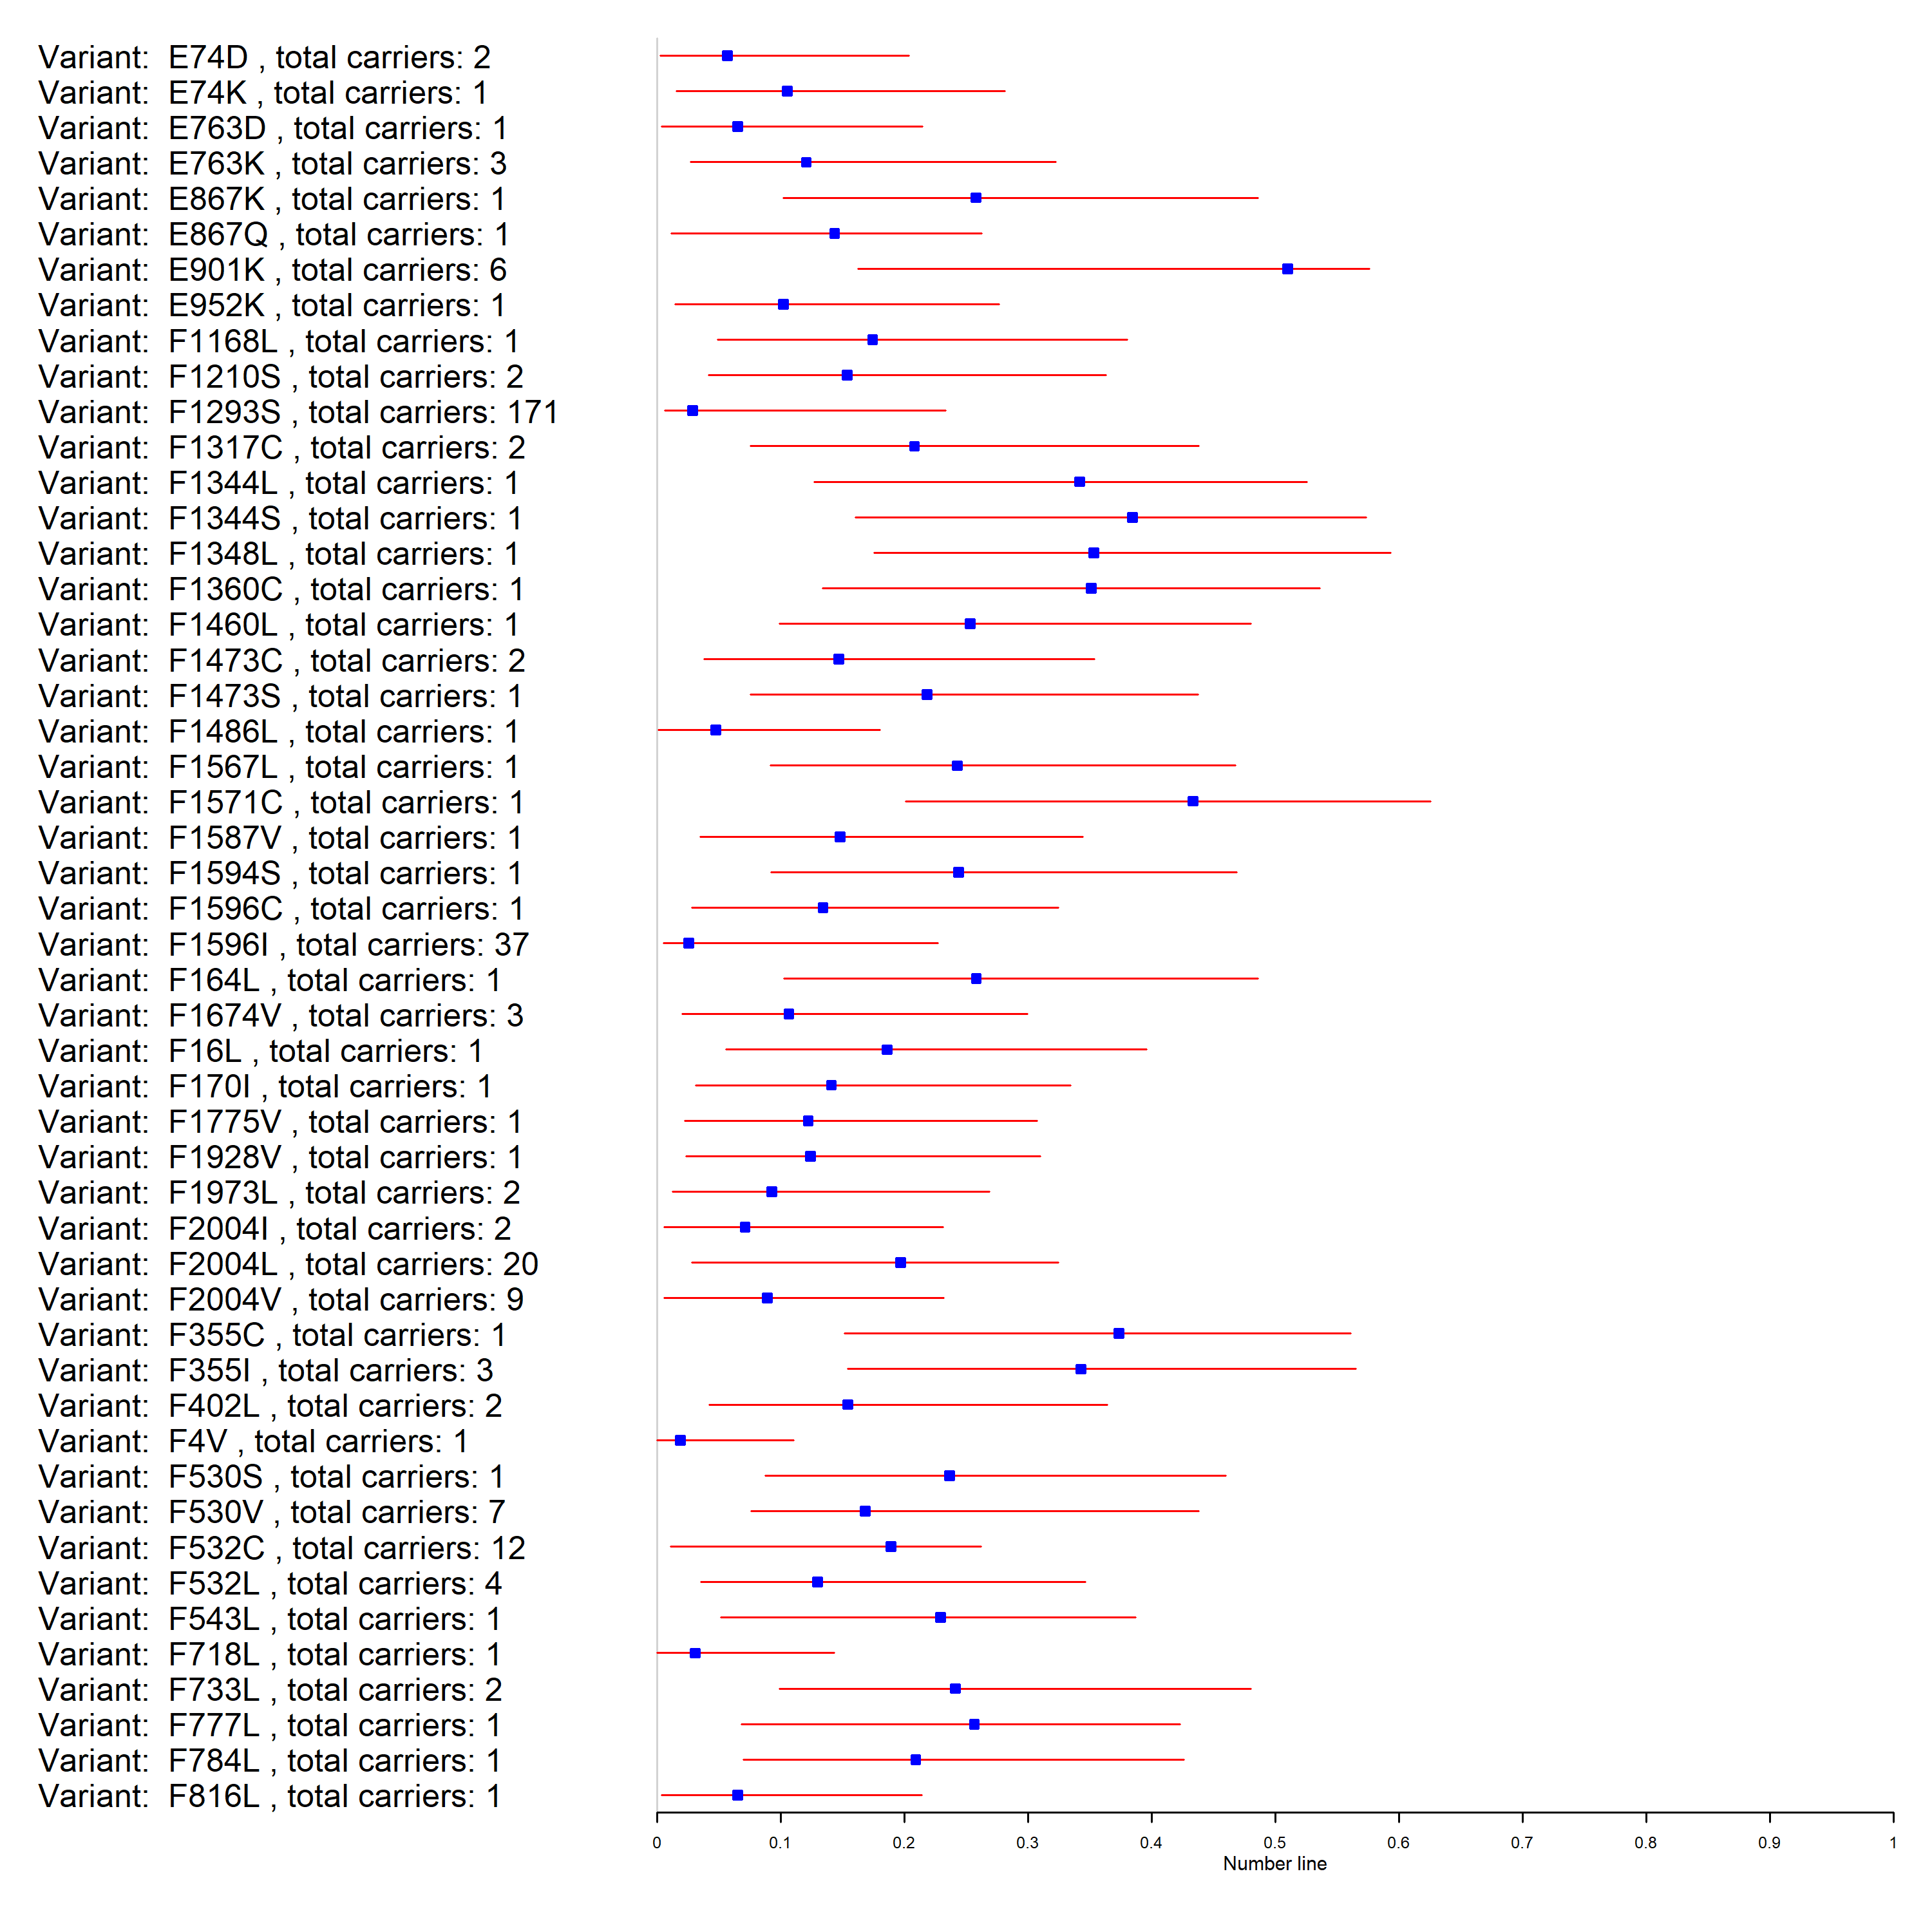 Variant: E74D , total carriers: 2
Variant: E74K , total carriers: 1
Variant: E763D , total carriers: 1
Variant: E763K , total carriers: 3
Variant: E867K , total carriers: 1
Variant: E867Q , total carriers: 1
Variant: E901K , total carriers: 6
Variant: E952K , total carriers: 1
Variant: F1168L , total carriers: 1
Variant: F1210S , total carriers: 2
Variant: F1293S , total carriers: 171
Variant: F1317C , total carriers: 2
Variant: F1344L , total carriers: 1
Variant: F1344S , total carriers: 1
Variant: F1348L , total carriers: 1
Variant: F1360C , total carriers: 1
Variant: F1460L , total carriers: 1
Variant: F1473C , total carriers: 2
Variant: F1473S , total carriers: 1
Variant: F1486L , total carriers: 1
Variant: F1567L , total carriers: 1
Variant: F1571C , total carriers: 1
Variant: F1587V , total carriers: 1
Variant: F1594S , total carriers: 1
Variant: F1596C , total carriers: 1
Variant: F1596I , total carriers: 37
Variant: F164L , total carriers: 1
Variant: F1674V , total carriers: 3
Variant: F16L , total carriers: 1
Variant: F170I , total carriers: 1
Variant: F1775V , total carriers: 1
Variant: F1928V , total carriers: 1
Variant: F1973L , total carriers: 2
Variant: F2004I , total carriers: 2
Variant: F2004L , total carriers: 20
Variant: F2004V , total carriers: 9
Variant: F355C , total carriers: 1
Variant: F355I , total carriers: 3
Variant: F402L , total carriers: 2
Variant: F4V , total carriers: 1
Variant: F530S , total carriers: 1
Variant: F530V , total carriers: 7
Variant: F532C , total carriers: 12
Variant: F532L , total carriers: 4
Variant: F543L , total carriers: 1
Variant: F718L , total carriers: 1
Variant: F733L , total carriers: 2
Variant: F777L , total carriers: 1
Variant: F784L , total carriers: 1
Variant: F816L , total carriers: 1
0 0.1 0.2 0.3 0.4 0.5 0.6 0.7 0.8 0.9 1
Number line